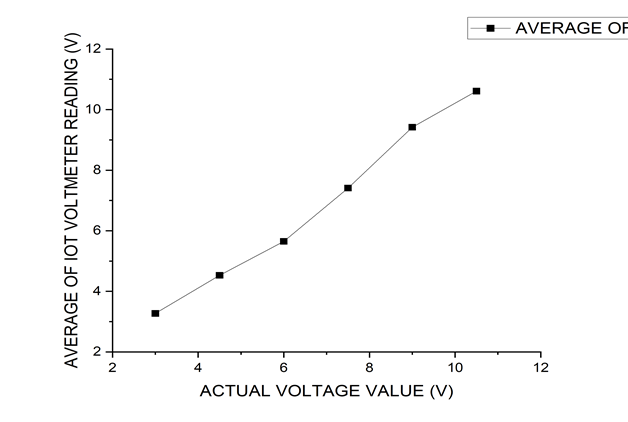 AVERAGE OF
AVERAGE OF IOT VOLTMETER READING (V)
12
10
8
6
4
2
2 4 6 8 10 12
ACTUAL VOLTAGE VALUE (V)